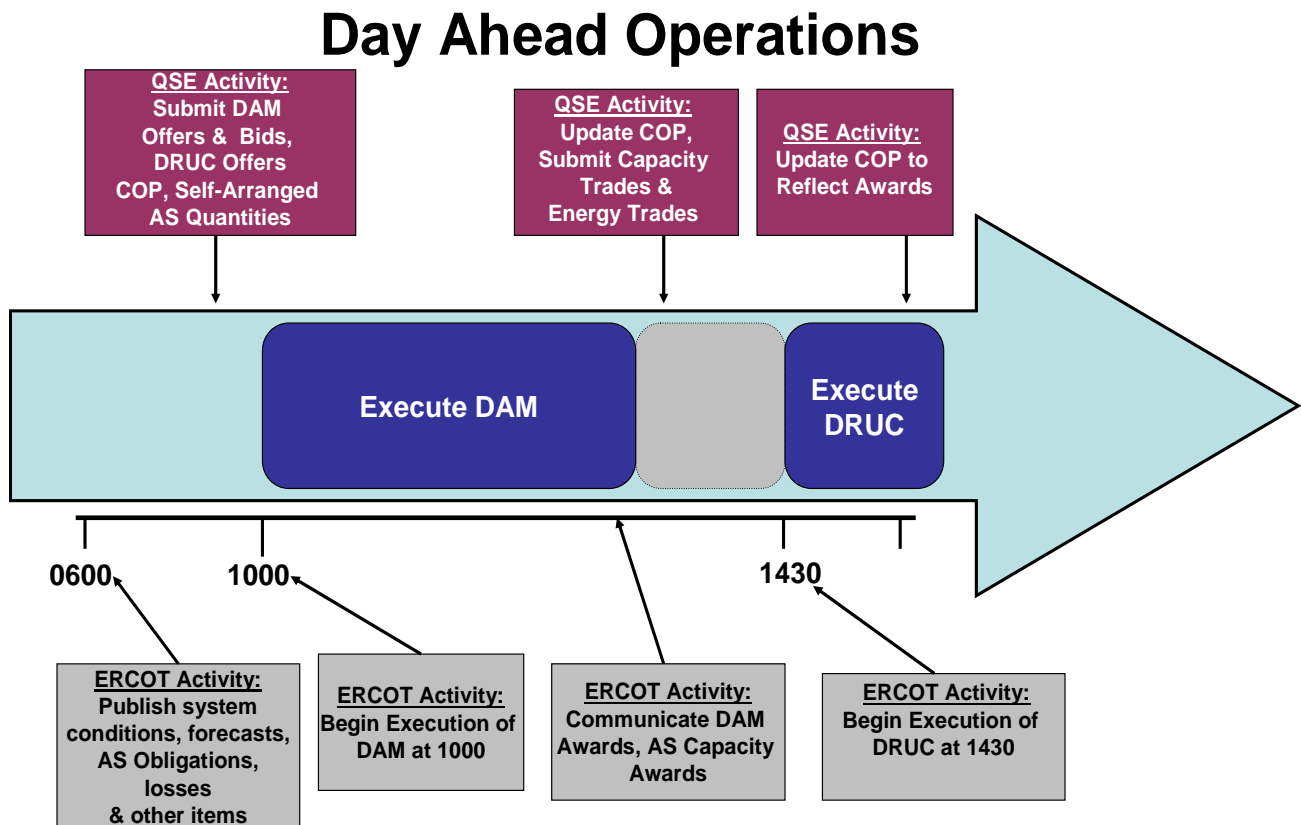 Day Ahead Operations
QSE Activity:
Submit DAM
Offers & Bids,
DRUC Offers
COP, Self-Arranged
AS Quantities
QSE Activity:
Update COP,
Submit Capacity
Trades &
Energy Trades
QSE Activity:
Update COP to
Reflect Awards
Execute DAM
Execute
DRUC
0600
1000
1430
ERCOT Activity:
Publish system
conditions, forecasts,
AS Obligations,
losses
& other items
ERCOT Activity:
Begin Execution of
DAM at 1000
ERCOT Activity:
Communicate DAM
Awards, AS Capacity
Awards
ERCOT Activity:
Begin Execution of
DRUC at 1430